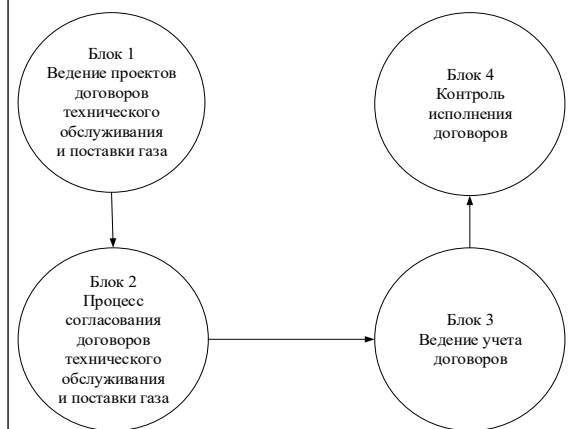 Блок 1
Ведение проектов
договоров
технического
обслуживания
и поставки газа
Блок 2
Процесс
согласования
договоров
технического
обслуживания
и поставки газа
Блок 3
Ведение учета
договоров
Блок 4
Контроль
исполнения
договоров